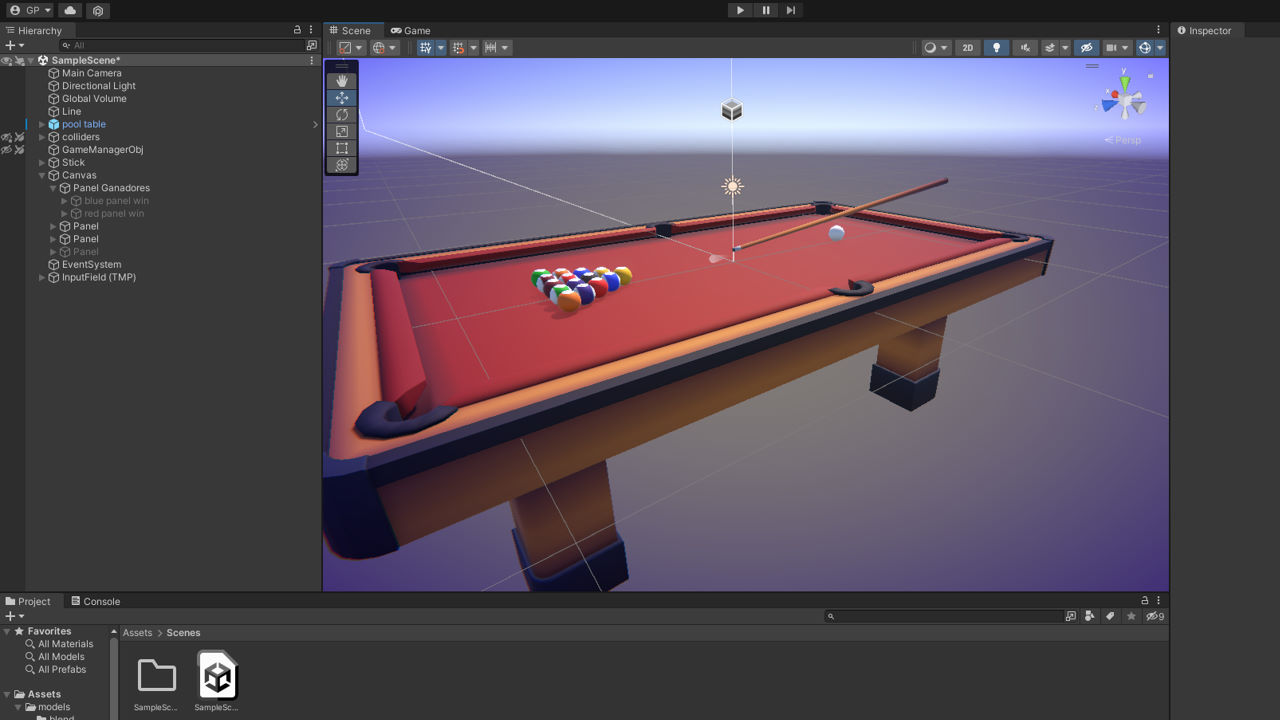 GP
Hierarchy
All
SampleScene*
Main Camera
Directional Light
Global Volume
Line
pool table
colliders
GameManagerObj
Stick
Canvas
Panel Ganadores
blue panel win
red panel win
Panel
Panel
Panel
EventSystem
InputField (TMP)
Scene
Game
2D
y
x
z
Persp
Inspector
Project
Console
9
Favorites
All Materials
All Models
All Prefabs
Assets
models
blend
Assets > Scenes
SampleSc...
SampleSc...